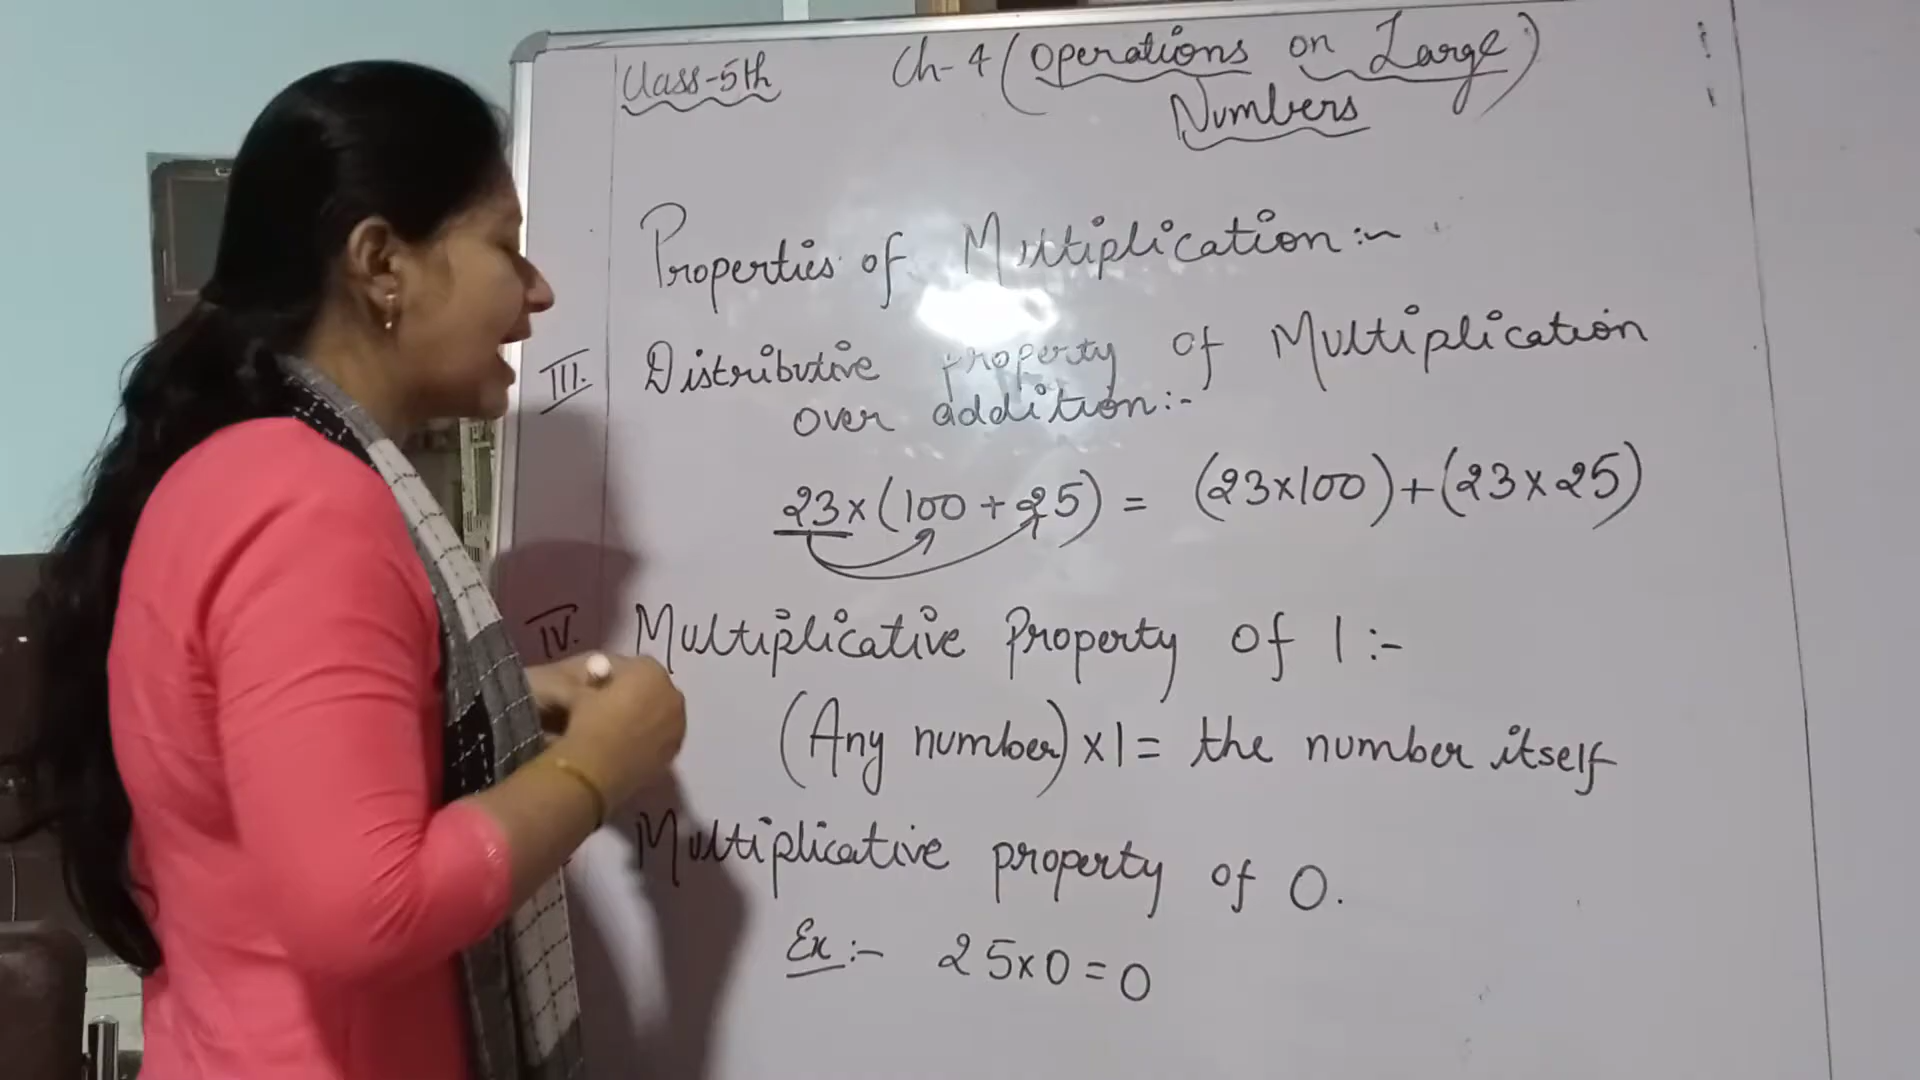 Class-5th
Ch-4 (Operations on Large
Numbers)
Properties of Multiplication:-
III. Distributive property of Multiplication
over addition:-
23×(100+25) = (23×100)+(23×25)
IV. Multiplicative Property of 1:-
(Any number)×1= the number itself
Multiplicative property of 0.
Ex:- 25×0=0